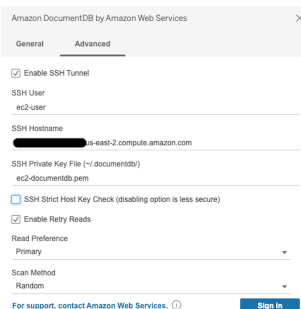 Amazon DocumentDB by Amazon Web Services
General Advanced
Enable SSH Tunnel
SSH User
ec2-user
SSH Hostname
us-east-2.compute.amazon.com
SSH Private Key File (~/.documentdb/)
ec2-documentdb.pem
SSH Strict Host Key Check (disabling option is less secure)
Enable Retry Reads
Read Preference
Primary
Scan Method
Random
For support, contact Amazon Web Services.
Sign In